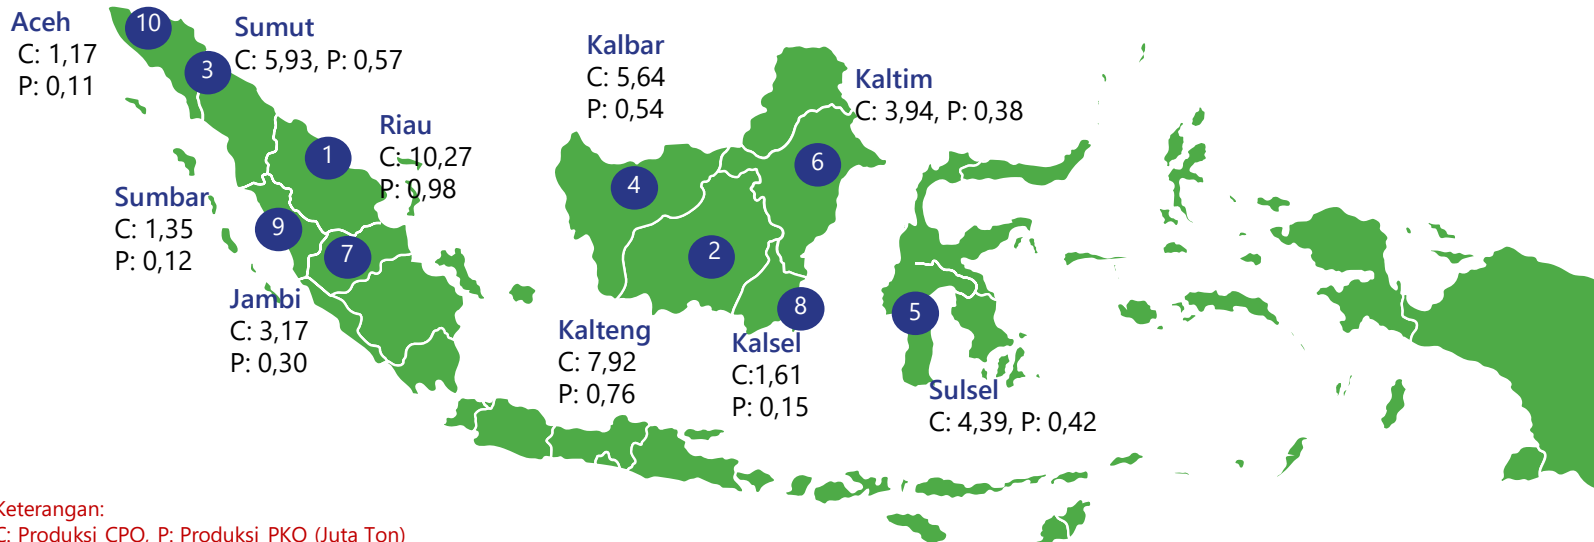 Aceh
C: 1,17
P: 0,11
10
Sumut
C: 5,93, P: 0,57
3
Riau
C: 10,27
P: 0,98
1
Sumbar
C: 1,35
P: 0,12
9
7
Jambi
C: 3,17
P: 0,30
Kalbar
C: 5,64
P: 0,54
4
Kaltim
C: 3,94, P: 0,38
6
2
Kalteng
C: 7,92
P: 0,76
8
Kalsel
C:1,61
P: 0,15
5
Sulsel
C: 4,39, P: 0,42
Keterangan:
C: Produksi CPO, P: Produksi PKO (Juta Ton)